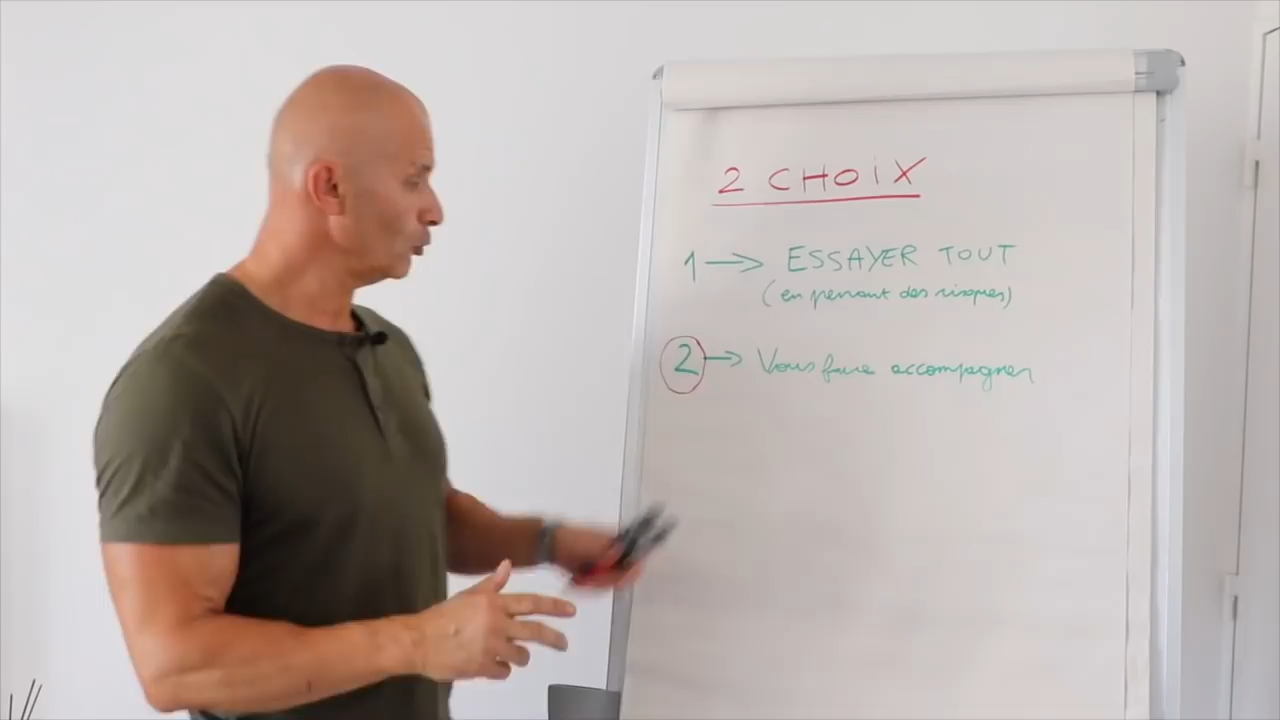 2 CHOIX
1 → ESSAYER TOUT
(en prenant des risques)
2 → Vous faire accompagner